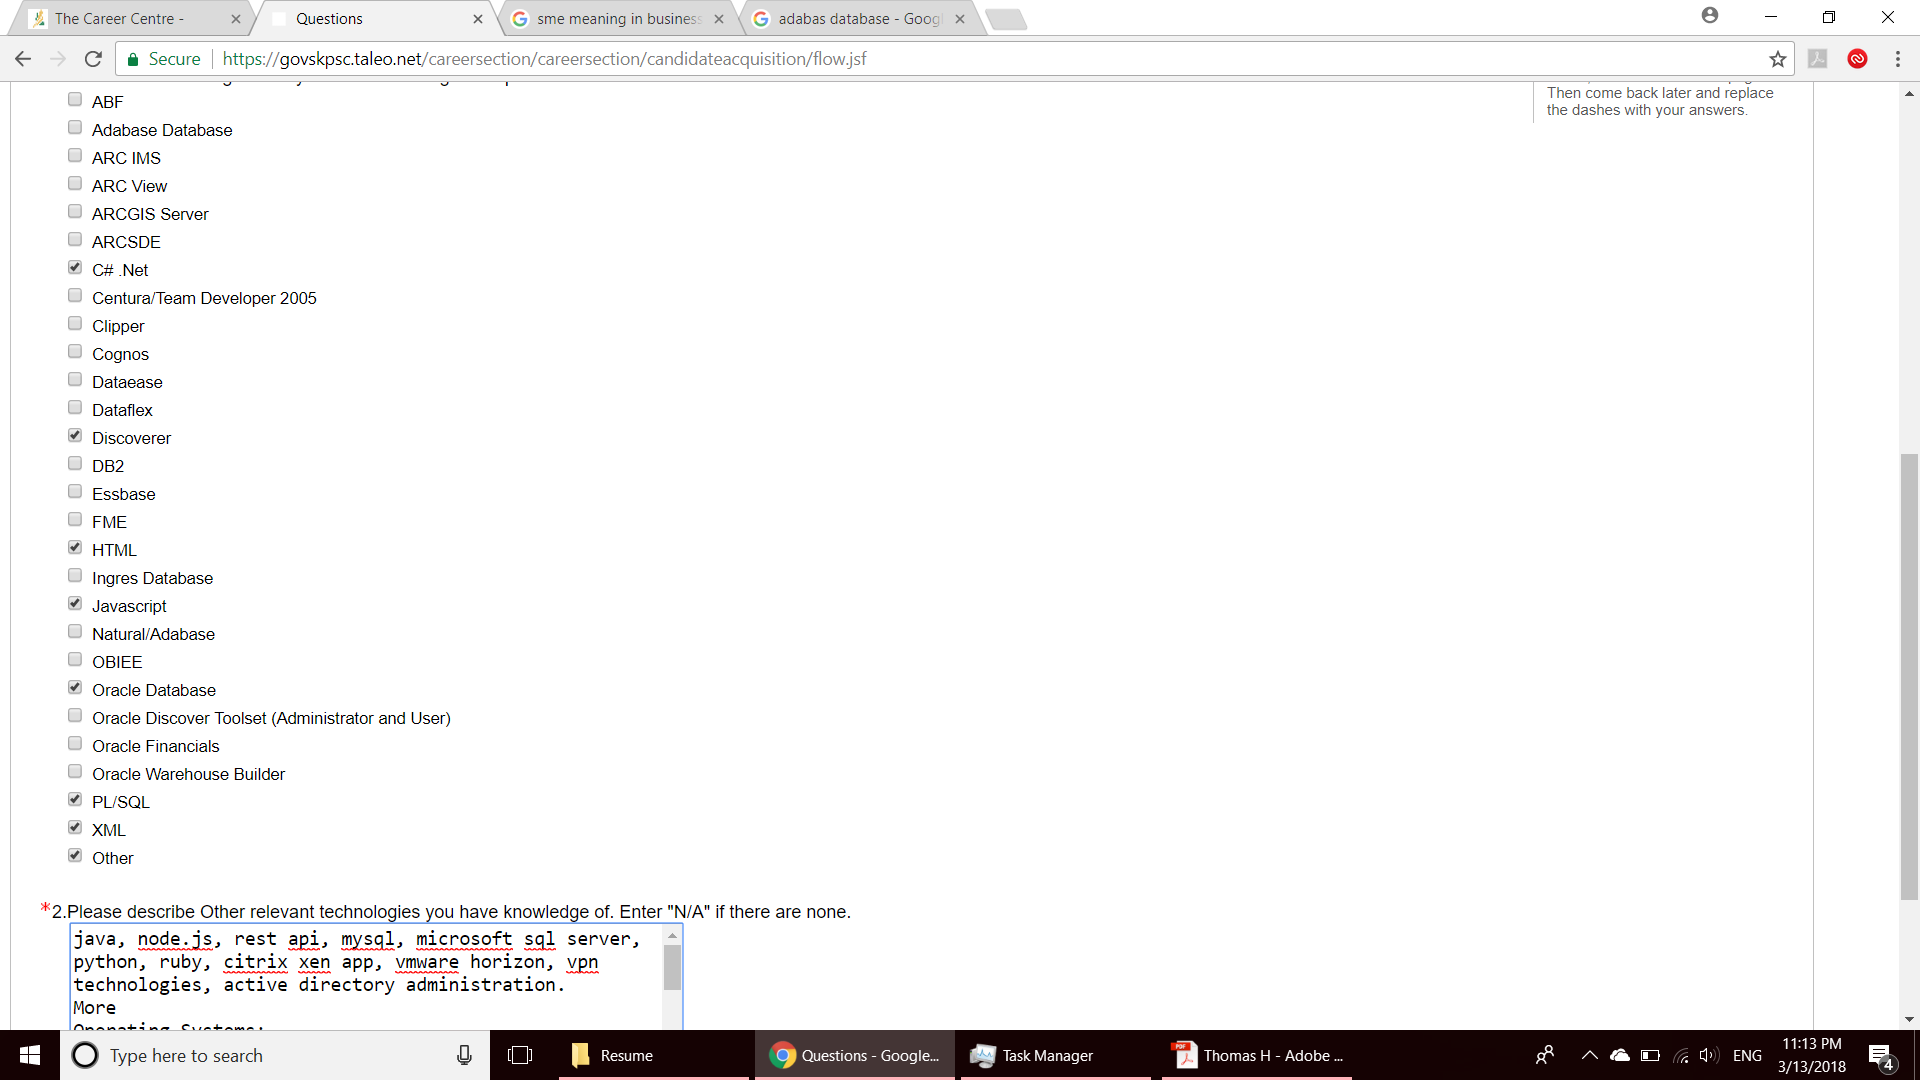 The Career Centre -
Questions
sme meaning in business
adabas database - Goog
Secure
https://govskpsc.taleo.net/careersection/careersection/candidateacquisition/flow.jsf
Then come back later and replace
the dashes with your answers.
ABF
Adabase Database
ARC IMS
ARC View
ARCGIS Server
ARCSDE
C# .Net
Centura/Team Developer 2005
Clipper
Cognos
Dataease
Dataflex
Discoverer
DB2
Essbase
FME
HTML
Ingres Database
Javascript
Natural/Adabase
OBIEE
Oracle Database
Oracle Discover Toolset (Administrator and User)
Oracle Financials
Oracle Warehouse Builder
PL/SQL
XML
Other
*2.Please describe Other relevant technologies you have knowledge of. Enter "N/A" if there are none.
java, node.js, rest api, mysql, microsoft sql server,
python, ruby, citrix xen app, vmware horizon, vpn
technologies, active directory administration.
More
Operating Systems:
Type here to search
Resume
Questions - Google...
Task Manager
Thomas H - Adobe ...
ENG
11:13 PM
3/13/2018
4